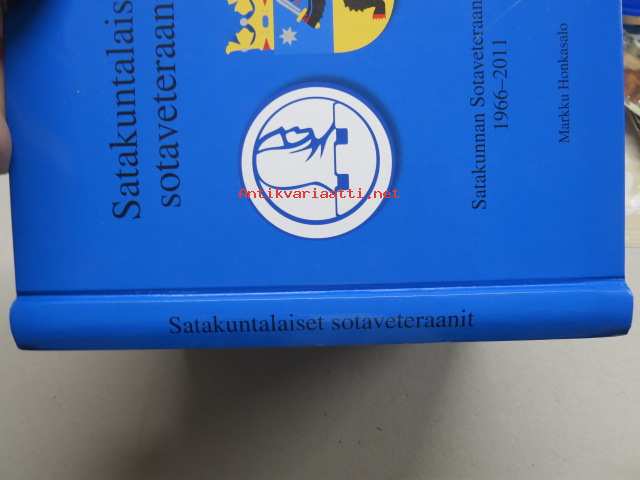 Satakuntalais
sotaveteraan
Satakunnan Sotaveteraan
1966–2011
Markku Honkasalo
Antikvariaatti.net
Satakuntalaiset sotaveteraanit